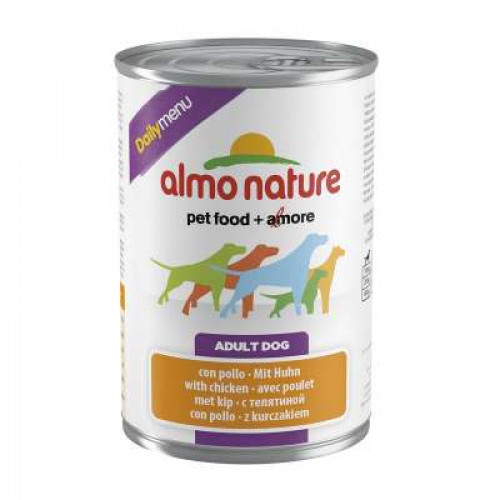 Dailymenu
almo nature
pet food + amore
ADULT DOG
con pollo · Mit Huhn
with chicken · avec poulet
met kip · с телятиной
con pollo · z kurczakiem